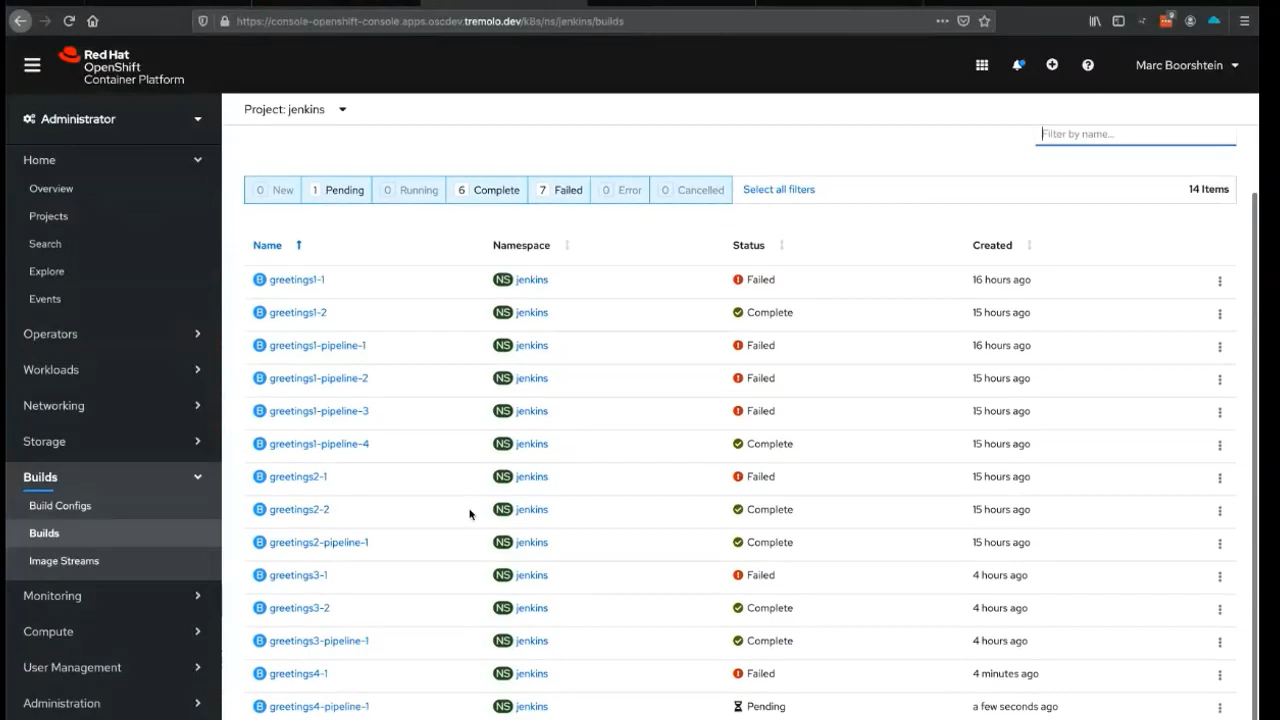 https://console-openshift-console.apps.oscdev.tremolo.dev/k8s/ns/jenkins/builds
Red Hat
OpenShift
Container Platform
Marc Boorshtein
Administrator
Project: jenkins
Filter by name...
Home
Overview
Projects
Search
Explore
Events
Operators
Workloads
Networking
Storage
Builds
Build Configs
Builds
Image Streams
Monitoring
Compute
User Management
Administration
0 New 1 Pending 0 Running 6 Complete 7 Failed 0 Error 0 Cancelled Select all filters 14 Items
Name Namespace Status Created
B greetings1-1 NS jenkins Failed 16 hours ago
B greetings1-2 NS jenkins Complete 15 hours ago
B greetings1-pipeline-1 NS jenkins Failed 16 hours ago
B greetings1-pipeline-2 NS jenkins Failed 15 hours ago
B greetings1-pipeline-3 NS jenkins Failed 15 hours ago
B greetings1-pipeline-4 NS jenkins Complete 15 hours ago
B greetings2-1 NS jenkins Failed 15 hours ago
B greetings2-2 NS jenkins Complete 15 hours ago
B greetings2-pipeline-1 NS jenkins Complete 15 hours ago
B greetings3-1 NS jenkins Failed 4 hours ago
B greetings3-2 NS jenkins Complete 4 hours ago
B greetings3-pipeline-1 NS jenkins Complete 4 hours ago
B greetings4-1 NS jenkins Failed 4 minutes ago
B greetings4-pipeline-1 NS jenkins Pending a few seconds ago